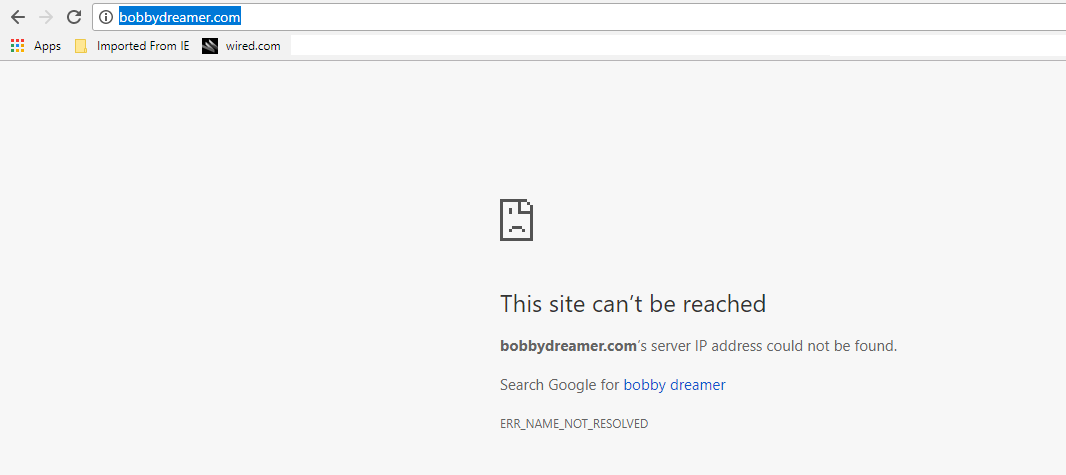 bobbydreamer.com
Apps Imported From IE wired.com
This site can’t be reached
bobbydreamer.com’s server IP address could not be found.
Search Google for bobby dreamer
ERR_NAME_NOT_RESOLVED